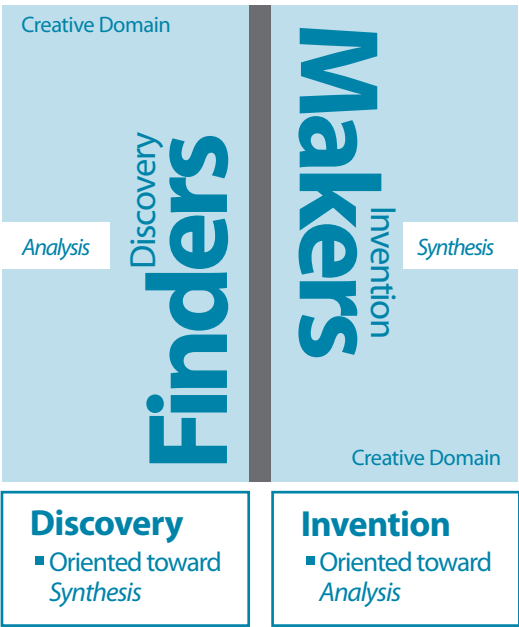 Creative Domain
Discovery
Finders
Analysis
Makers
Invention
Synthesis
Creative Domain
Discovery
▪ Oriented toward
Synthesis
Invention
▪ Oriented toward
Analysis